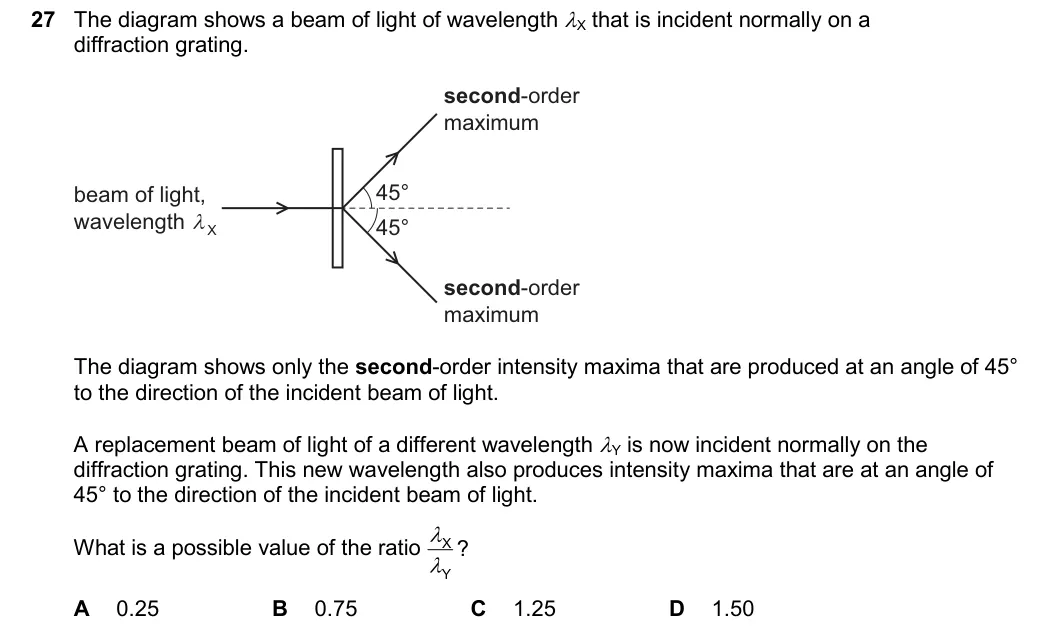 27 The diagram shows a beam of light of wavelength λX that is incident normally on a
diffraction grating.
second-order
maximum
beam of light,
wavelength λX
45°
45°
second-order
maximum
The diagram shows only the second-order intensity maxima that are produced at an angle of 45°
to the direction of the incident beam of light.
A replacement beam of light of a different wavelength λY is now incident normally on the
diffraction grating. This new wavelength also produces intensity maxima that are at an angle of
45° to the direction of the incident beam of light.
What is a possible value of the ratio λX/λY?
A 0.25 B 0.75 C 1.25 D 1.50